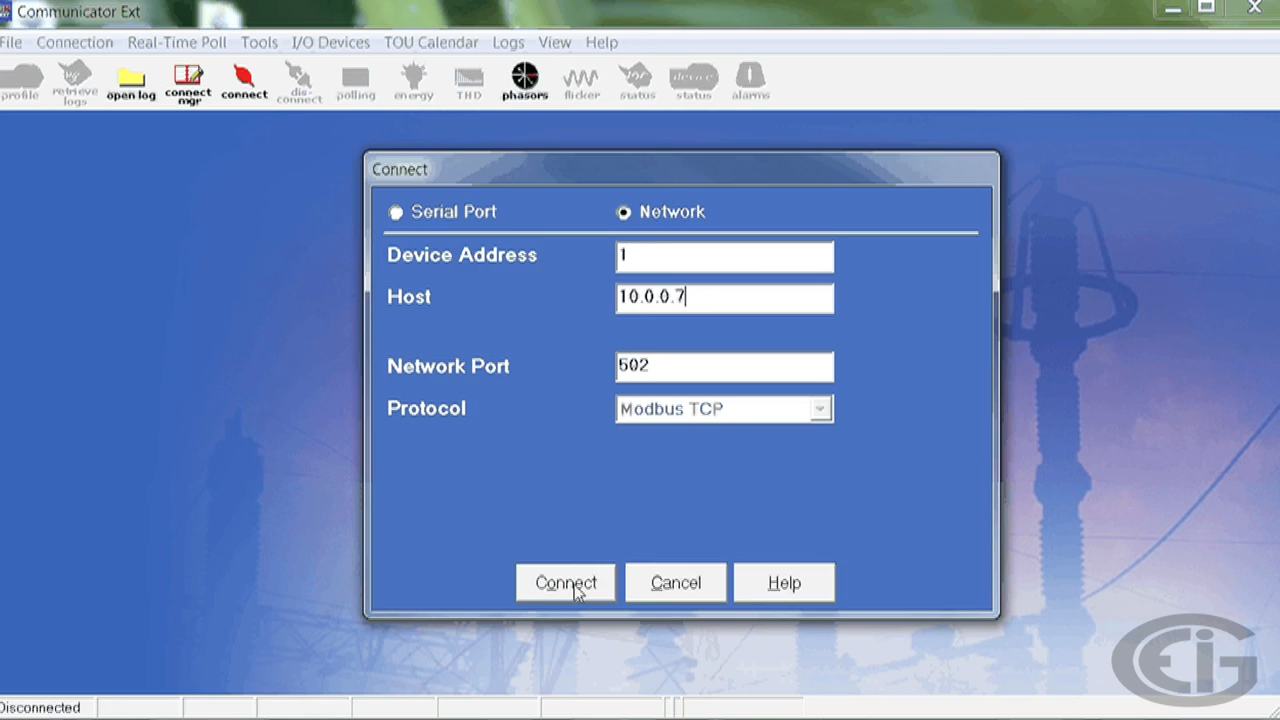 Communicator Ext
File Connection Real-Time Poll Tools I/O Devices TOU Calendar Logs View Help
profile retrieve logs open log connect mgr connect dis-connect polling energy THD phasors flicker status device status alarms
Connect
Serial Port Network
Device Address 1
Host 10.0.0.7
Network Port 502
Protocol Modbus TCP
Connect Cancel Help
EIG
Disconnected